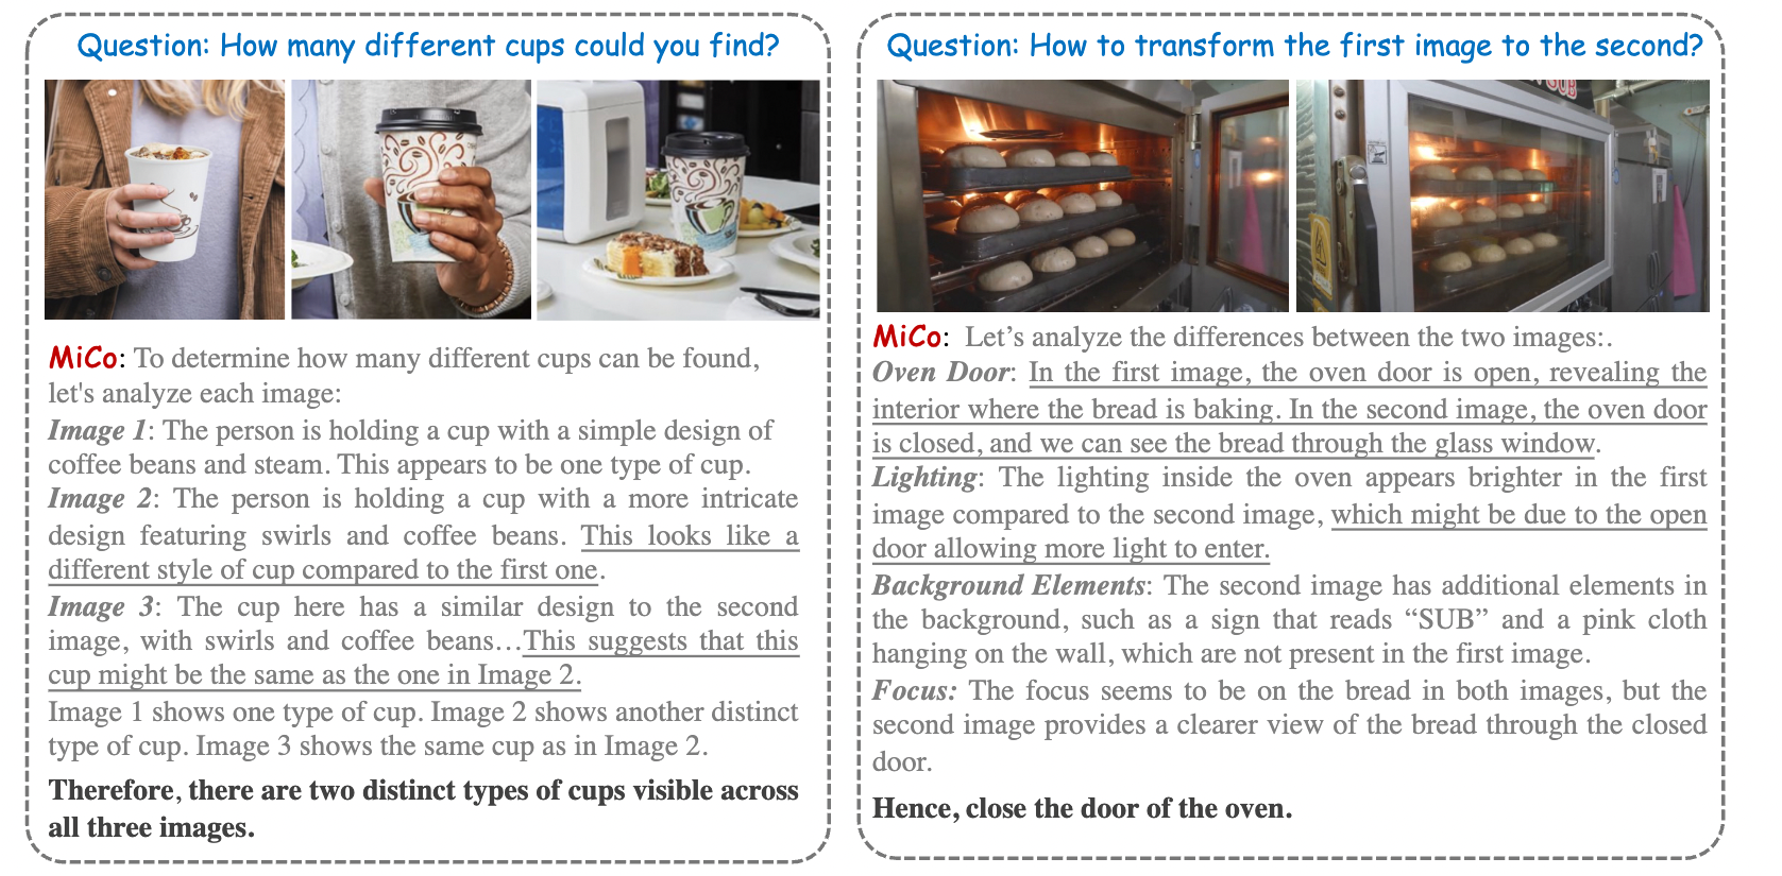 Question: How many different cups could you find?
MiCo: To determine how many different cups can be found,
let's analyze each image:
Image 1: The person is holding a cup with a simple design of
coffee beans and steam. This appears to be one type of cup.
Image 2: The person is holding a cup with a more intricate
design featuring swirls and coffee beans. This looks like a
different style of cup compared to the first one.
Image 3: The cup here has a similar design to the second
image, with swirls and coffee beans…This suggests that this
cup might be the same as the one in Image 2.
Image 1 shows one type of cup. Image 2 shows another distinct
type of cup. Image 3 shows the same cup as in Image 2.
Therefore, there are two distinct types of cups visible across
all three images.
Question: How to transform the first image to the second?
SUB
MiCo: Let’s analyze the differences between the two images:.
Oven Door: In the first image, the oven door is open, revealing the
interior where the bread is baking. In the second image, the oven door
is closed, and we can see the bread through the glass window.
Lighting: The lighting inside the oven appears brighter in the first
image compared to the second image, which might be due to the open
door allowing more light to enter.
Background Elements: The second image has additional elements in
the background, such as a sign that reads “SUB” and a pink cloth
hanging on the wall, which are not present in the first image.
Focus: The focus seems to be on the bread in both images, but the
second image provides a clearer view of the bread through the closed
door.
Hence, close the door of the oven.